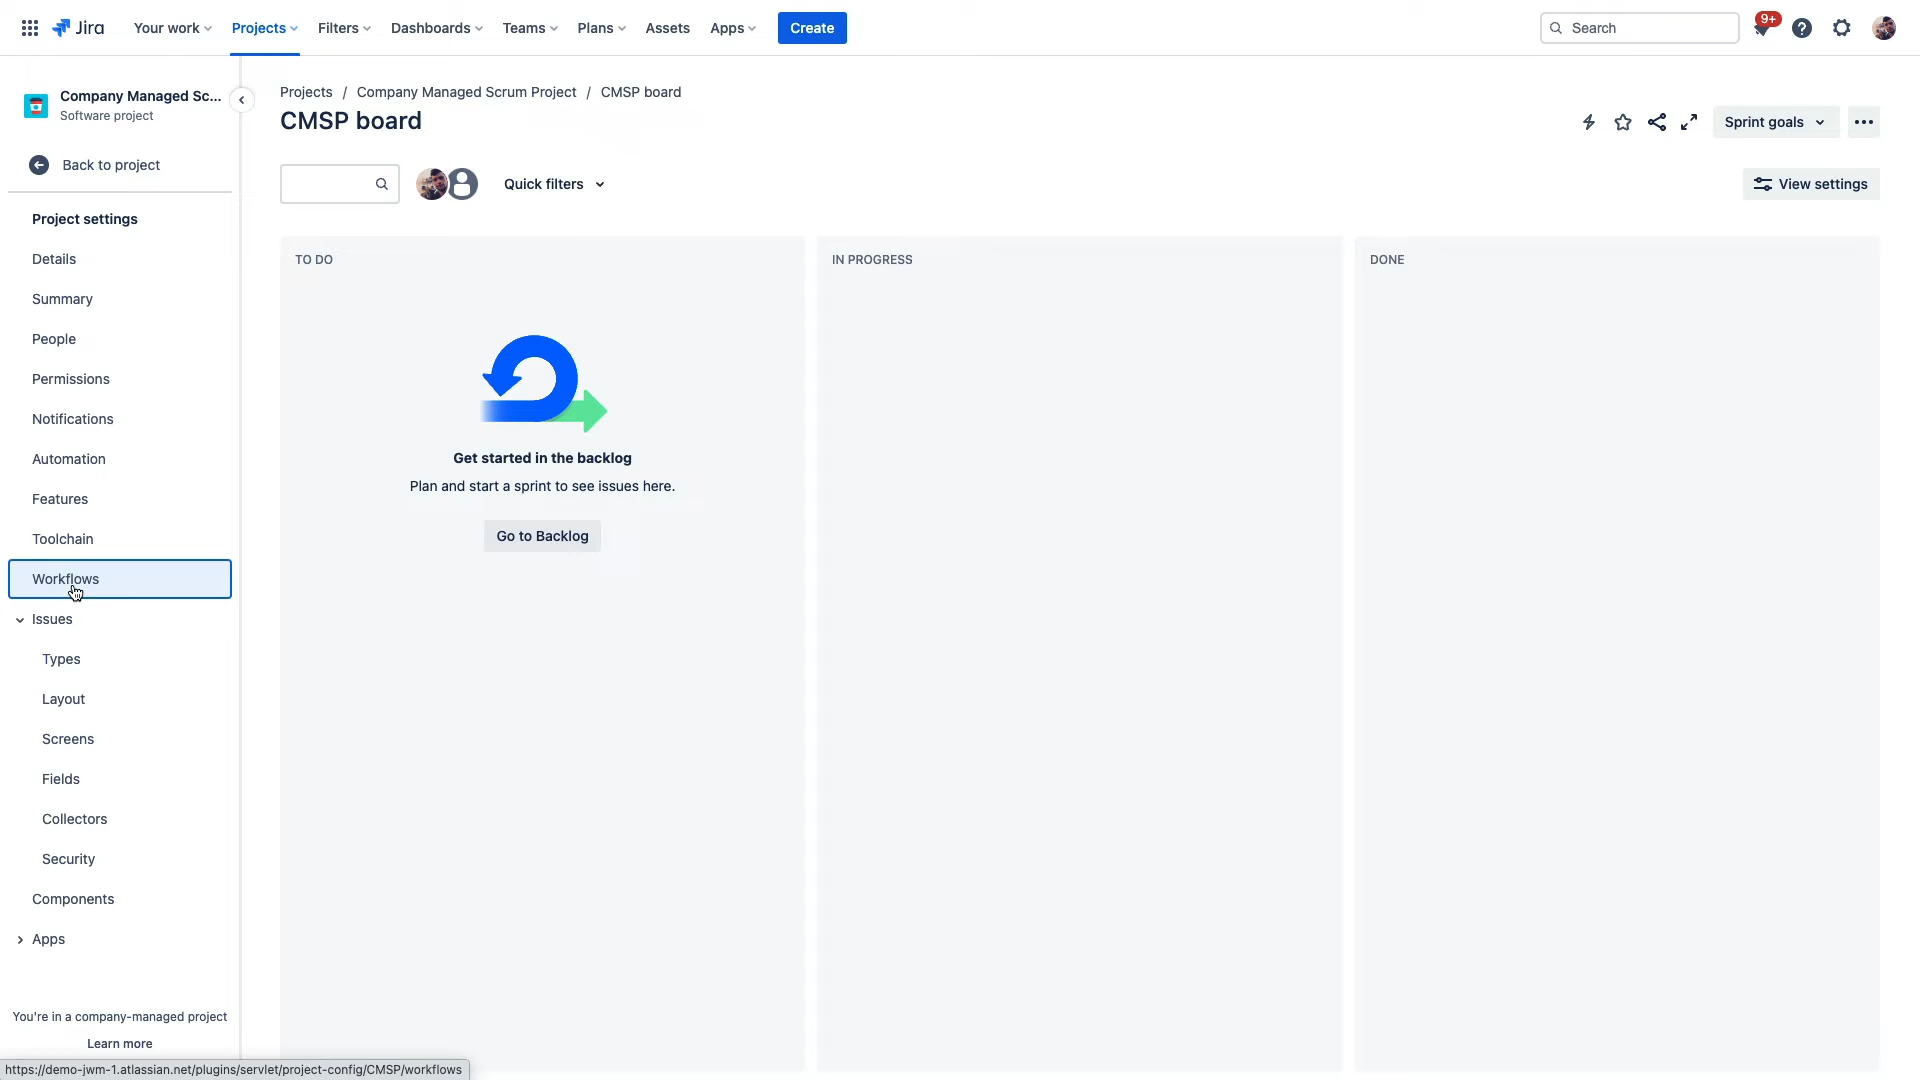 Jira
Your work
Projects
Filters
Dashboards
Teams
Plans
Assets
Apps
Create
Search
9+
Company Managed Sc...
Software project
Back to project
Project settings
Details
Summary
People
Permissions
Notifications
Automation
Features
Toolchain
Workflows
Issues
Types
Layout
Screens
Fields
Collectors
Security
Components
Apps
You're in a company-managed project
Learn more
https://demo-jwm-1.atlassian.net/plugins/servlet/project-config/CMSP/workflows
Projects / Company Managed Scrum Project / CMSP board
CMSP board
Sprint goals
Quick filters
View settings
TO DO
Get started in the backlog
Plan and start a sprint to see issues here.
Go to Backlog
IN PROGRESS
DONE